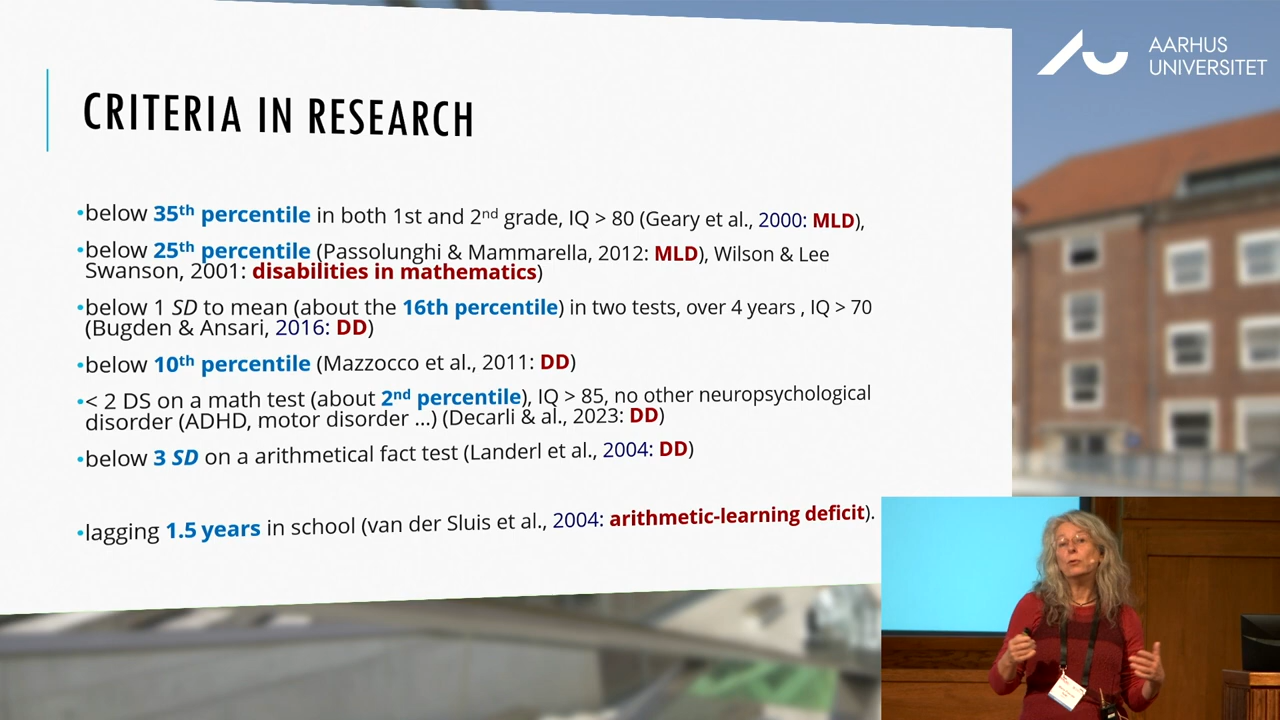 AARHUS
UNIVERSITET
CRITERIA IN RESEARCH
•below 35th percentile in both 1st and 2nd grade, IQ > 80 (Geary et al., 2000: MLD),
•below 25th percentile (Passolunghi & Mammarella, 2012: MLD), Wilson & Lee
Swanson, 2001: disabilities in mathematics)
•below 1 SD to mean (about the 16th percentile) in two tests, over 4 years , IQ > 70
(Bugden & Ansari, 2016: DD)
•below 10th percentile (Mazzocco et al., 2011: DD)
•< 2 DS on a math test (about 2nd percentile), IQ > 85, no other neuropsychological
disorder (ADHD, motor disorder ...) (Decarli & al., 2023: DD)
•below 3 SD on a arithmetical fact test (Landerl et al., 2004: DD)
•lagging 1.5 years in school (van der Sluis et al., 2004: arithmetic-learning deficit).